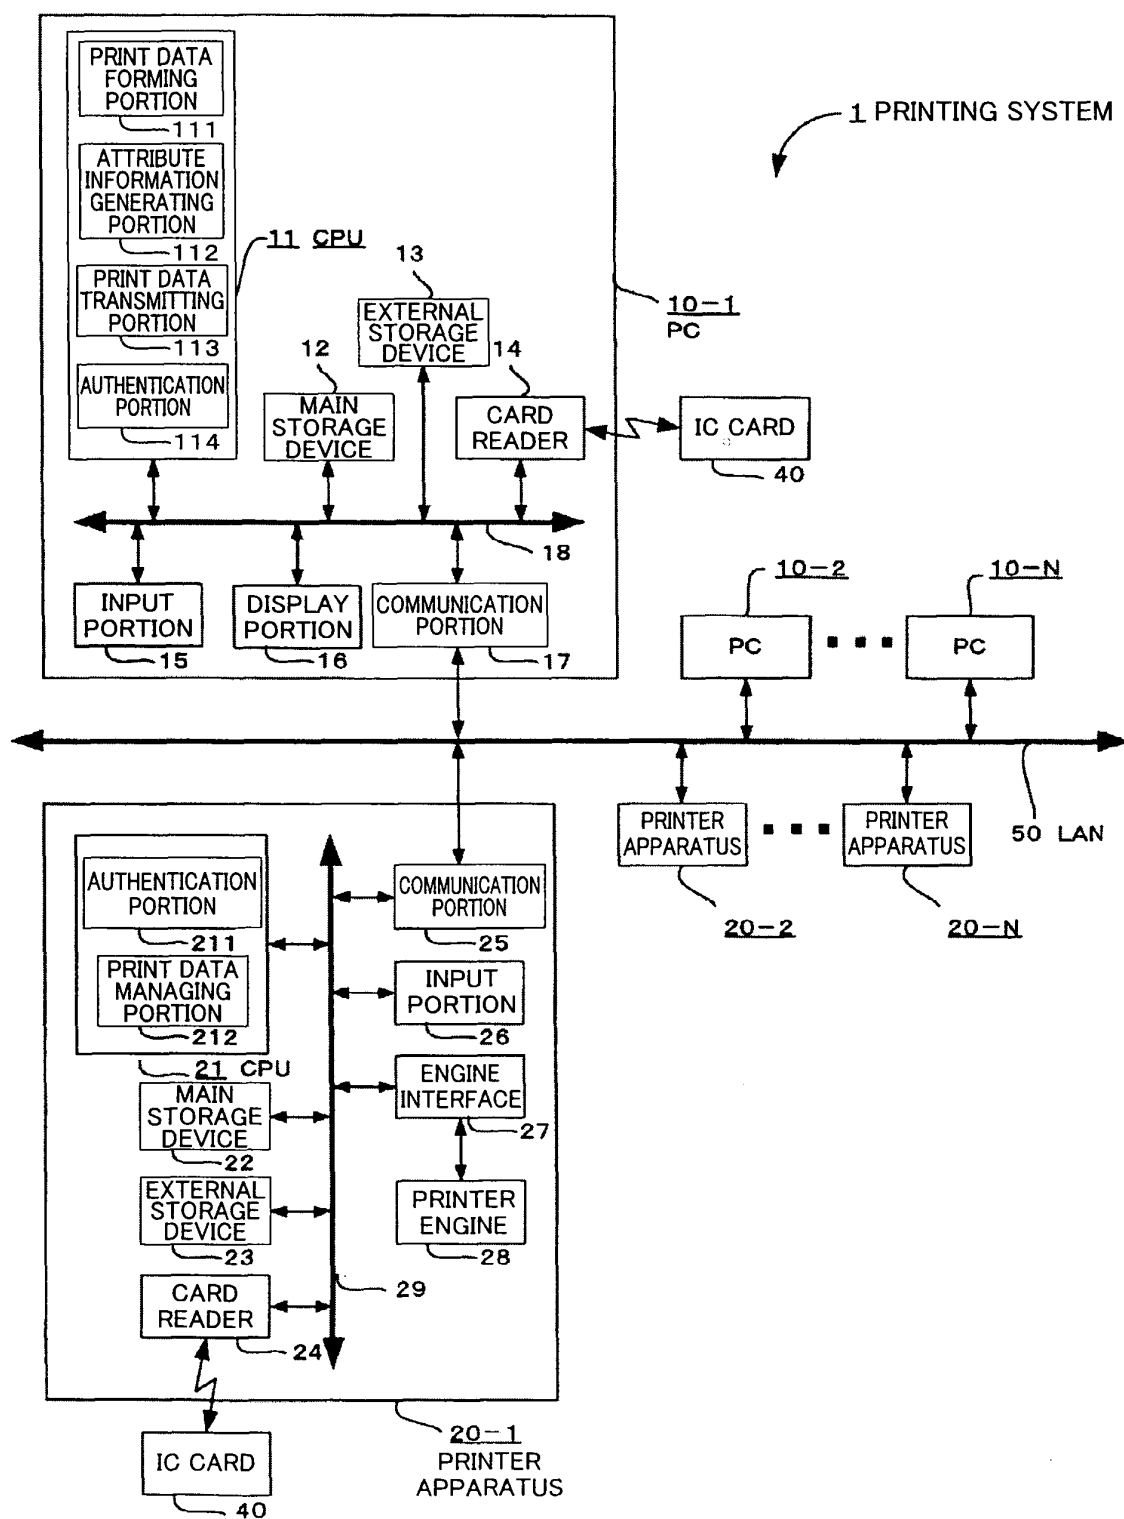 PRINT DATA
FORMING
PORTION
111
ATTRIBUTE
INFORMATION
GENERATING
PORTION
112
PRINT DATA
TRANSMITTING
PORTION
113
AUTHENTICATION
PORTION
114
11 CPU
1 PRINTING SYSTEM
10-1
PC
13
EXTERNAL
STORAGE
DEVICE
12
MAIN
STORAGE
DEVICE
14
CARD
READER
IC CARD
40
18
INPUT
PORTION
15
DISPLAY
PORTION
16
COMMUNICATION
PORTION
17
10-2
PC
10-N
PC
50 LAN
PRINTER
APPARATUS
20-2
PRINTER
APPARATUS
20-N
AUTHENTICATION
PORTION
211
PRINT DATA
MANAGING
PORTION
212
21 CPU
MAIN
STORAGE
DEVICE
22
EXTERNAL
STORAGE
DEVICE
23
CARD
READER
24
COMMUNICATION
PORTION
25
INPUT
PORTION
26
ENGINE
INTERFACE
27
PRINTER
ENGINE
28
29
IC CARD
40
20-1
PRINTER
APPARATUS